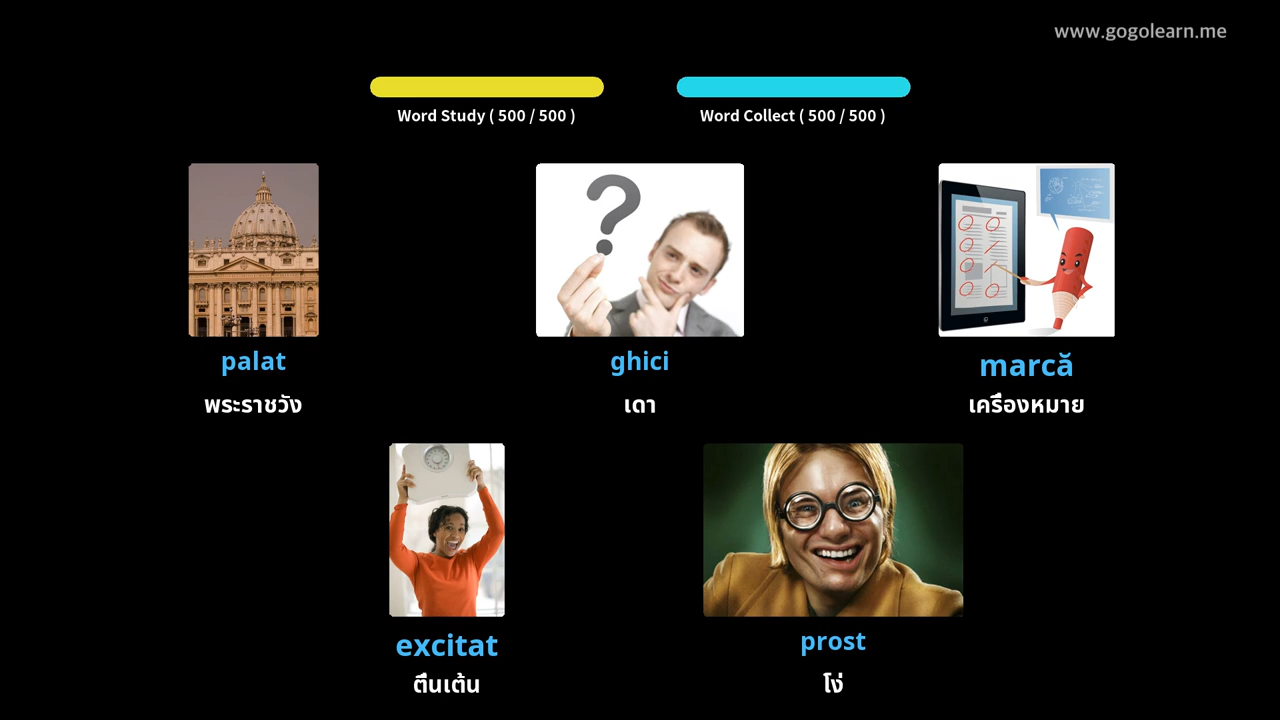 www.gogolearn.me
Word Study ( 500 / 500 )
Word Collect ( 500 / 500 )
palat
ghici
marcă
พระราชวัง
เดา
เครื่องหมาย
excitat
prost
ตื่นเต้น
โง่